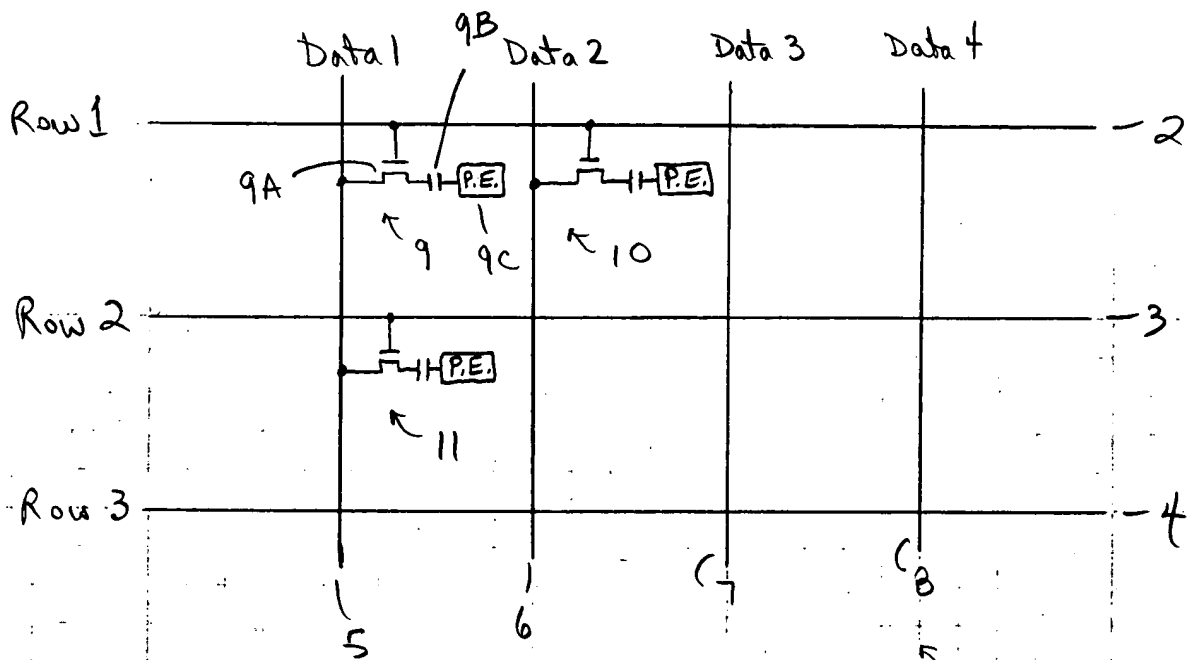 9B
Data 1 Data 2 Data 3 Data 4
Row 1 2
9A P.E. P.E.
9 9C 10
Row 2 3
P.E.
11
Row 3 4
5 6 7 8